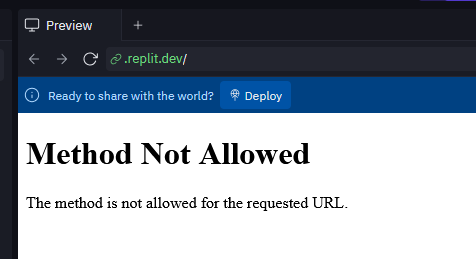 Preview
.replit.dev/
Ready to share with the world? Deploy
Method Not Allowed
The method is not allowed for the requested URL.